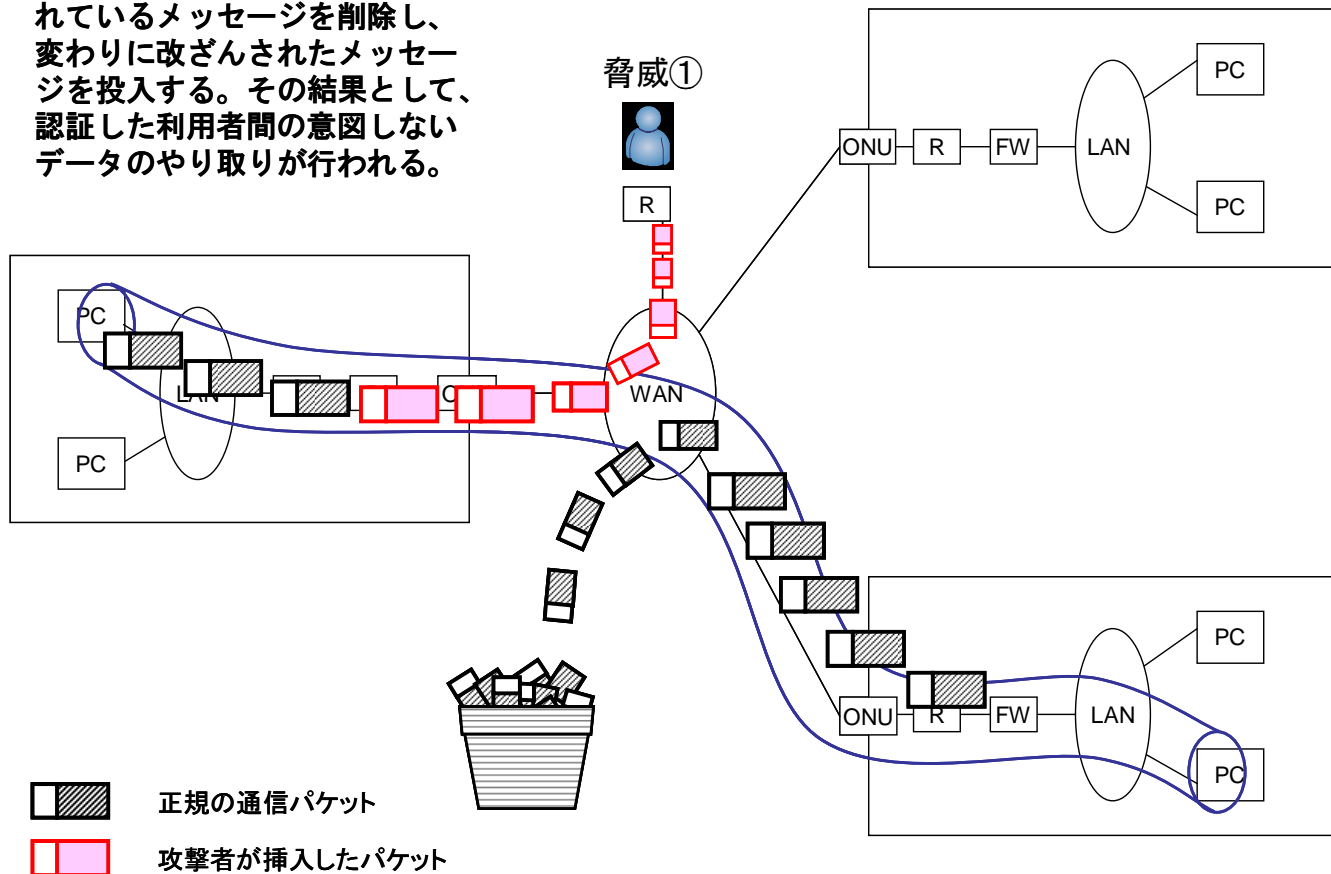 れているメッセージを削除し、
変わりに改ざんされたメッセー
ジを投入する。その結果として、
認証した利用者間の意図しない
データのやり取りが行われる。
脅威①
R
PC
ONU
R
FW
LAN
PC
PC
LAN
WAN
PC
PC
ONU
R
FW
LAN
PC
正規の通信パケット
攻撃者が挿入したパケット